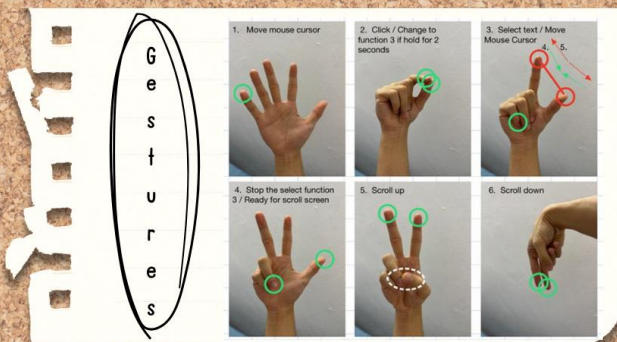 Gestures
1. Move mouse cursor
2. Click / Change to
function 3 if hold for 2
seconds
3. Select text / Move
Mouse Cursor
4.
5.
4. Stop the select function
3 / Ready for scroll screen
5. Scroll up
6. Scroll down